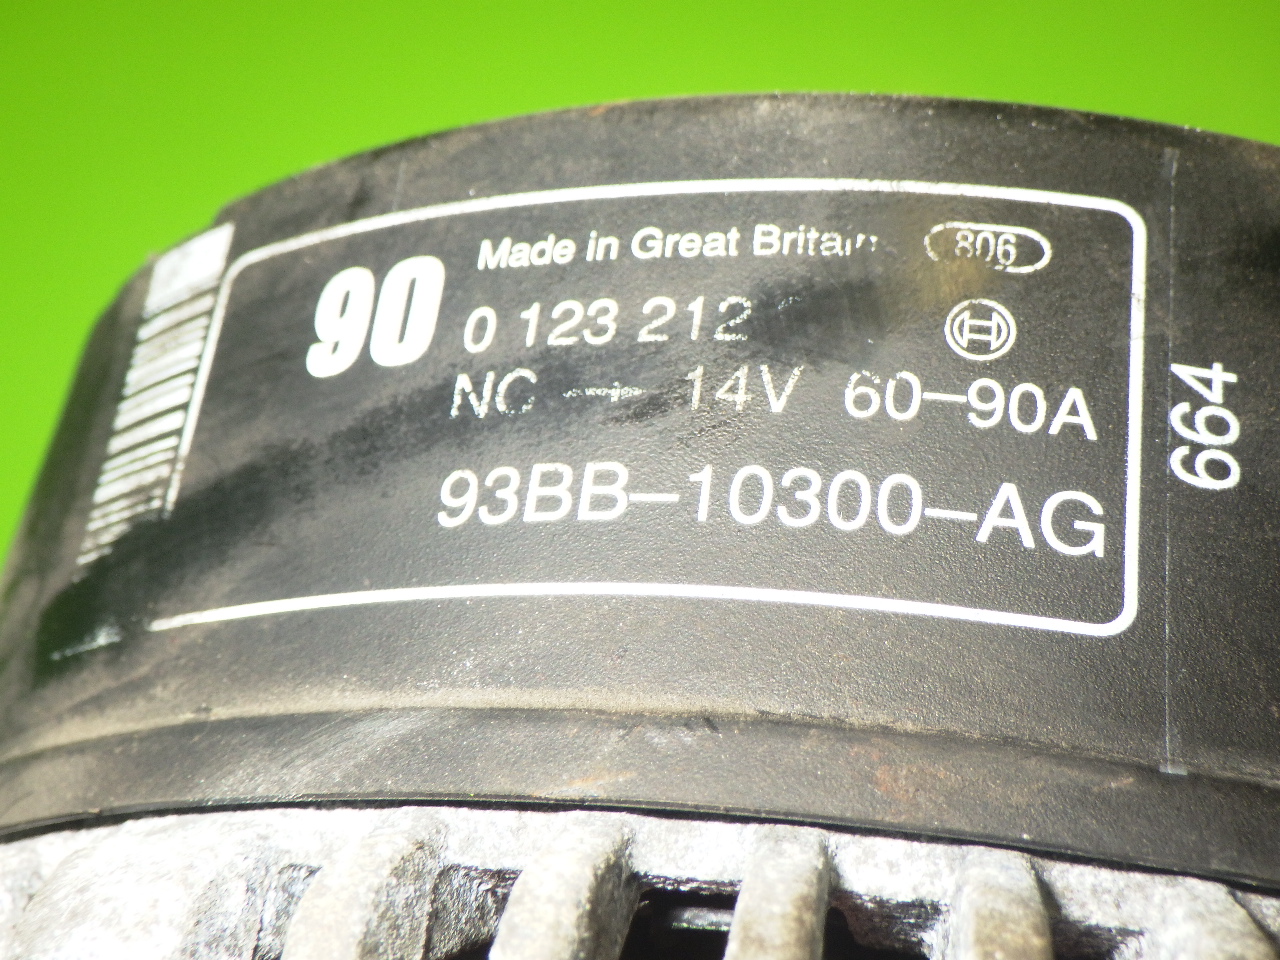 90
Made in Great Britain
806
0 123 212
NC 14V 60-90A
93BB-10300-AG
664